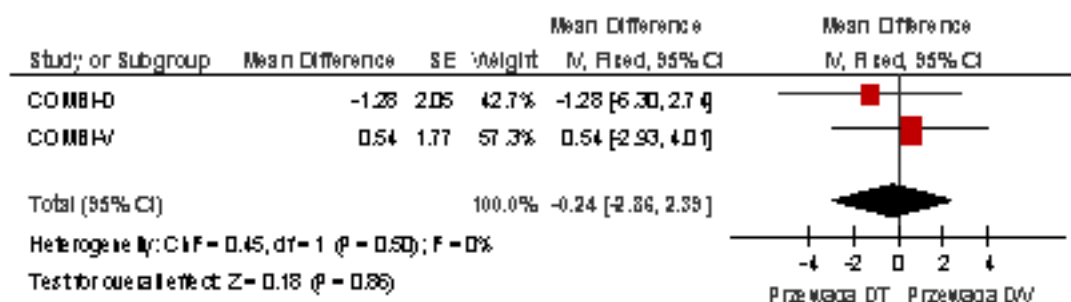 Mean Difference Mean Difference
Study or Subgroup Mean Difference SE Weight IV, Fixed, 95% CI IV, Fixed, 95% CI
COMBI-D -1.28 2.05 42.7% -1.28 [-5.30, 2.74]
COMBI-V 0.54 1.77 57.3% 0.54 [-2.93, 4.01]
Total (95% CI) 100.0% -0.24 [-2.86, 2.39]
Heterogeneity: Chi² = 0.45, df = 1 (P = 0.50); I² = 0%
Test for overall effect: Z = 0.18 (P = 0.86)
-4 -2 0 2 4
Przewaga DT Przewaga D/V